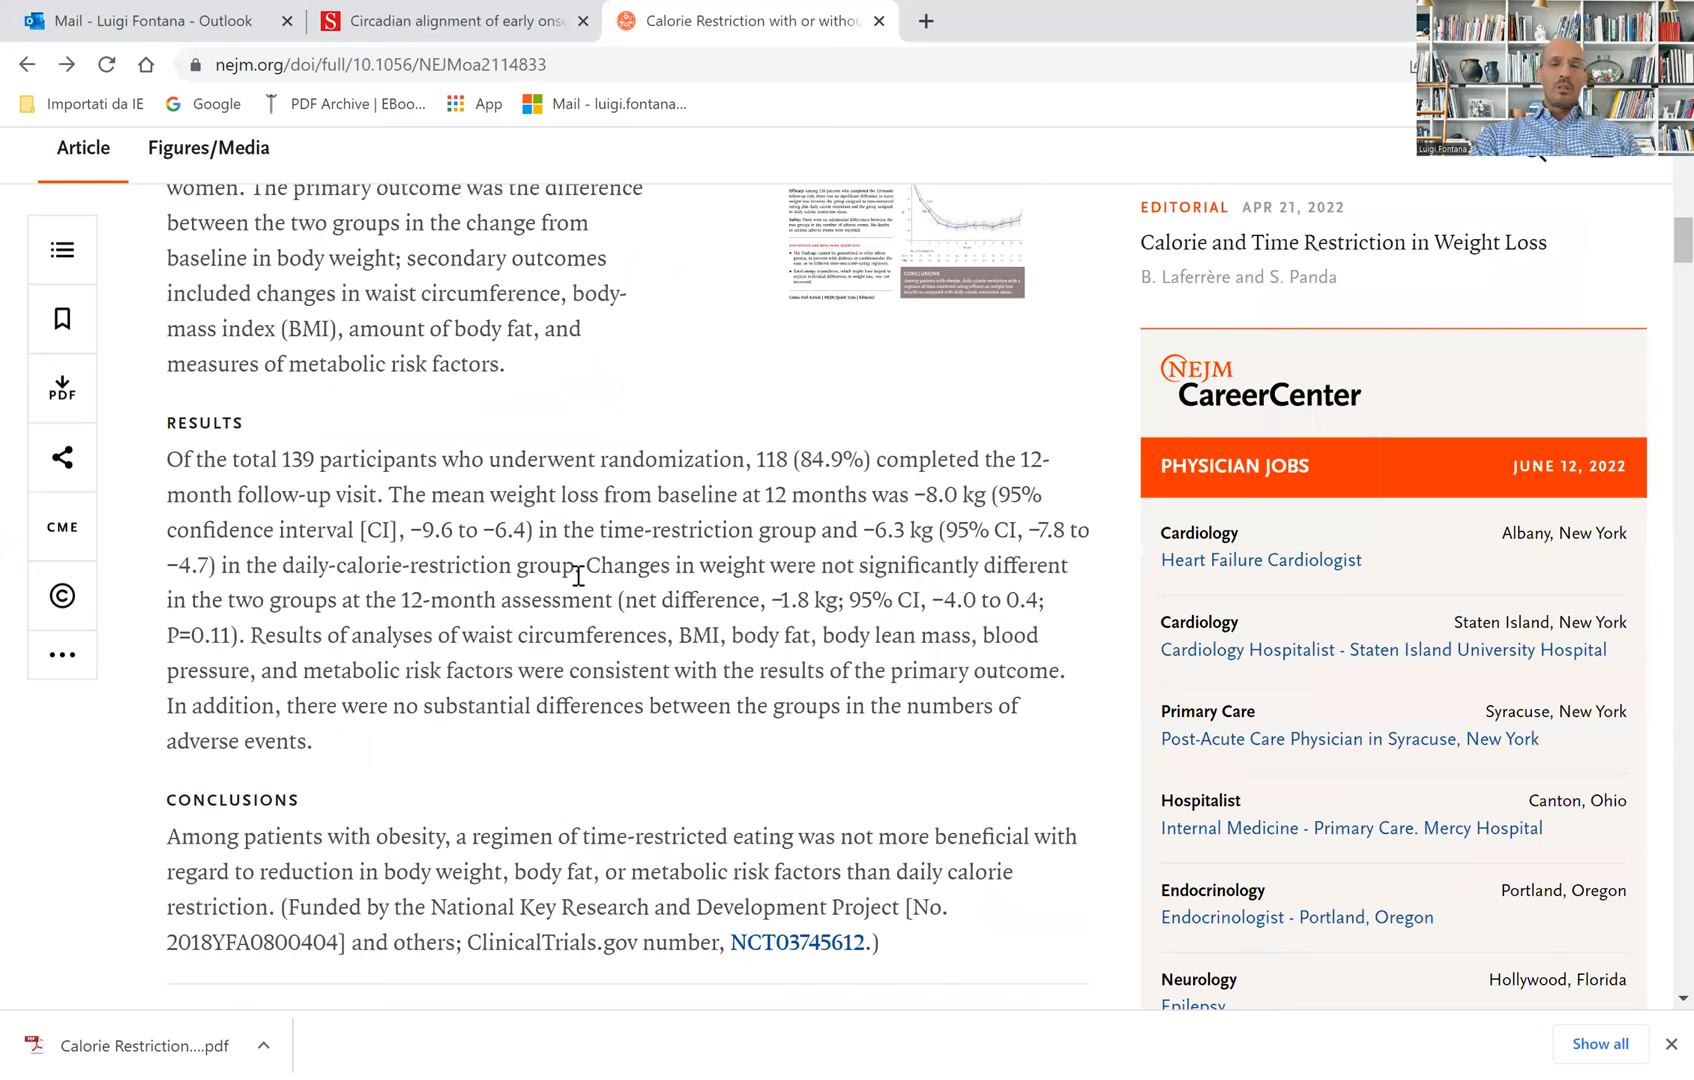 Mail - Luigi Fontana - Outlook
Circadian alignment of early onse
Calorie Restriction with or withou
nejm.org/doi/full/10.1056/NEJMoa2114833
Importati da IE
Google
PDF Archive | EBoo...
App
Mail - luigi.fontana...
Luigi Fontana
Article
Figures/Media
women. The primary outcome was the difference
between the two groups in the change from
baseline in body weight; secondary outcomes
included changes in waist circumference, body-
mass index (BMI), amount of body fat, and
measures of metabolic risk factors.
CONCLUSIONS
PDF
CME
RESULTS
Of the total 139 participants who underwent randomization, 118 (84.9%) completed the 12-
month follow-up visit. The mean weight loss from baseline at 12 months was −8.0 kg (95%
confidence interval [CI], −9.6 to −6.4) in the time-restriction group and −6.3 kg (95% CI, −7.8 to
−4.7) in the daily-calorie-restriction group. Changes in weight were not significantly different
in the two groups at the 12-month assessment (net difference, −1.8 kg; 95% CI, −4.0 to 0.4;
P=0.11). Results of analyses of waist circumferences, BMI, body fat, body lean mass, blood
pressure, and metabolic risk factors were consistent with the results of the primary outcome.
In addition, there were no substantial differences between the groups in the numbers of
adverse events.
CONCLUSIONS
Among patients with obesity, a regimen of time-restricted eating was not more beneficial with
regard to reduction in body weight, body fat, or metabolic risk factors than daily calorie
restriction. (Funded by the National Key Research and Development Project [No.
2018YFA0800404] and others; ClinicalTrials.gov number, NCT03745612.)
EDITORIAL APR 21, 2022
Calorie and Time Restriction in Weight Loss
B. Laferrère and S. Panda
NEJM
CareerCenter
PHYSICIAN JOBS JUNE 12, 2022
Cardiology Albany, New York
Heart Failure Cardiologist
Cardiology Staten Island, New York
Cardiology Hospitalist - Staten Island University Hospital
Primary Care Syracuse, New York
Post-Acute Care Physician in Syracuse, New York
Hospitalist Canton, Ohio
Internal Medicine - Primary Care. Mercy Hospital
Endocrinology Portland, Oregon
Endocrinologist - Portland, Oregon
Neurology Hollywood, Florida
Epilepsy
Calorie Restriction....pdf
Show all